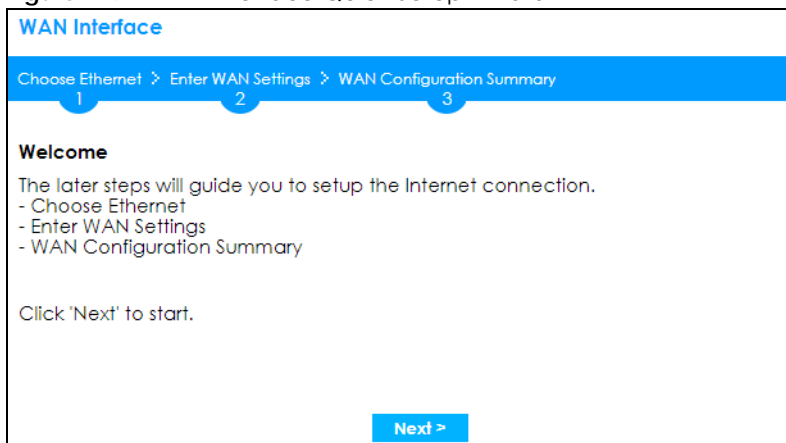 WAN Interface
Choose Ethernet > Enter WAN Settings > WAN Configuration Summary
1 2 3
Welcome
The later steps will guide you to setup the Internet connection.
- Choose Ethernet
- Enter WAN Settings
- WAN Configuration Summary
Click 'Next' to start.
Next >